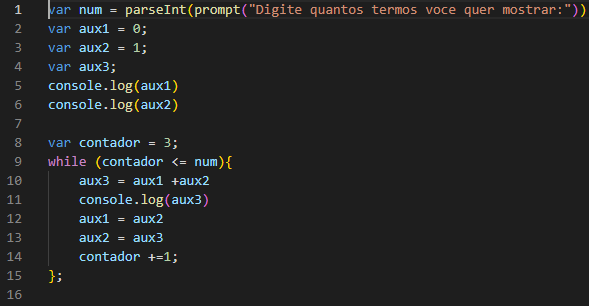 1 var num = parseInt(prompt("Digite quantos termos voce quer mostrar:"))
2 var aux1 = 0;
3 var aux2 = 1;
4 var aux3;
5 console.log(aux1)
6 console.log(aux2)
7
8 var contador = 3;
9 while (contador <= num){
10     aux3 = aux1 +aux2
11     console.log(aux3)
12     aux1 = aux2
13     aux2 = aux3
14     contador +=1;
15 };
16